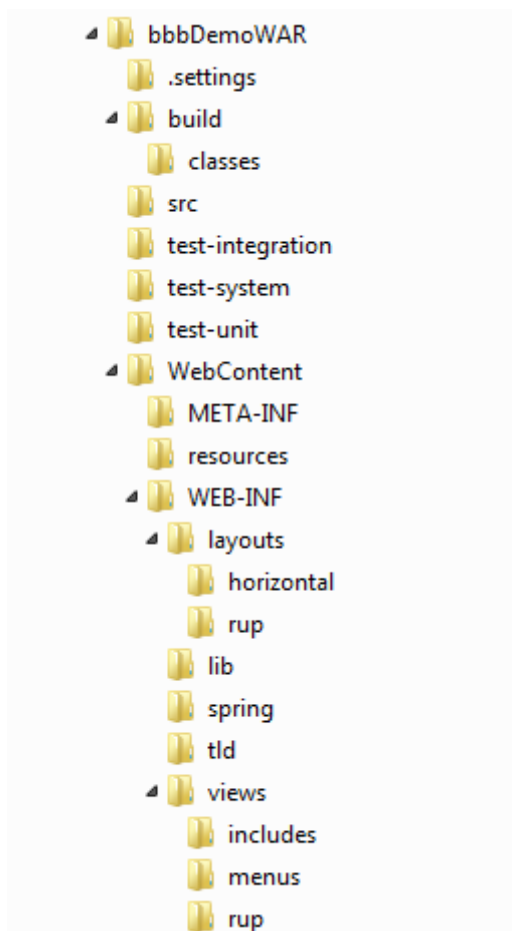 bbbDemoWAR
.settings
build
classes
src
test-integration
test-system
test-unit
WebContent
META-INF
resources
WEB-INF
layouts
horizontal
rup
lib
spring
tld
views
includes
menus
rup